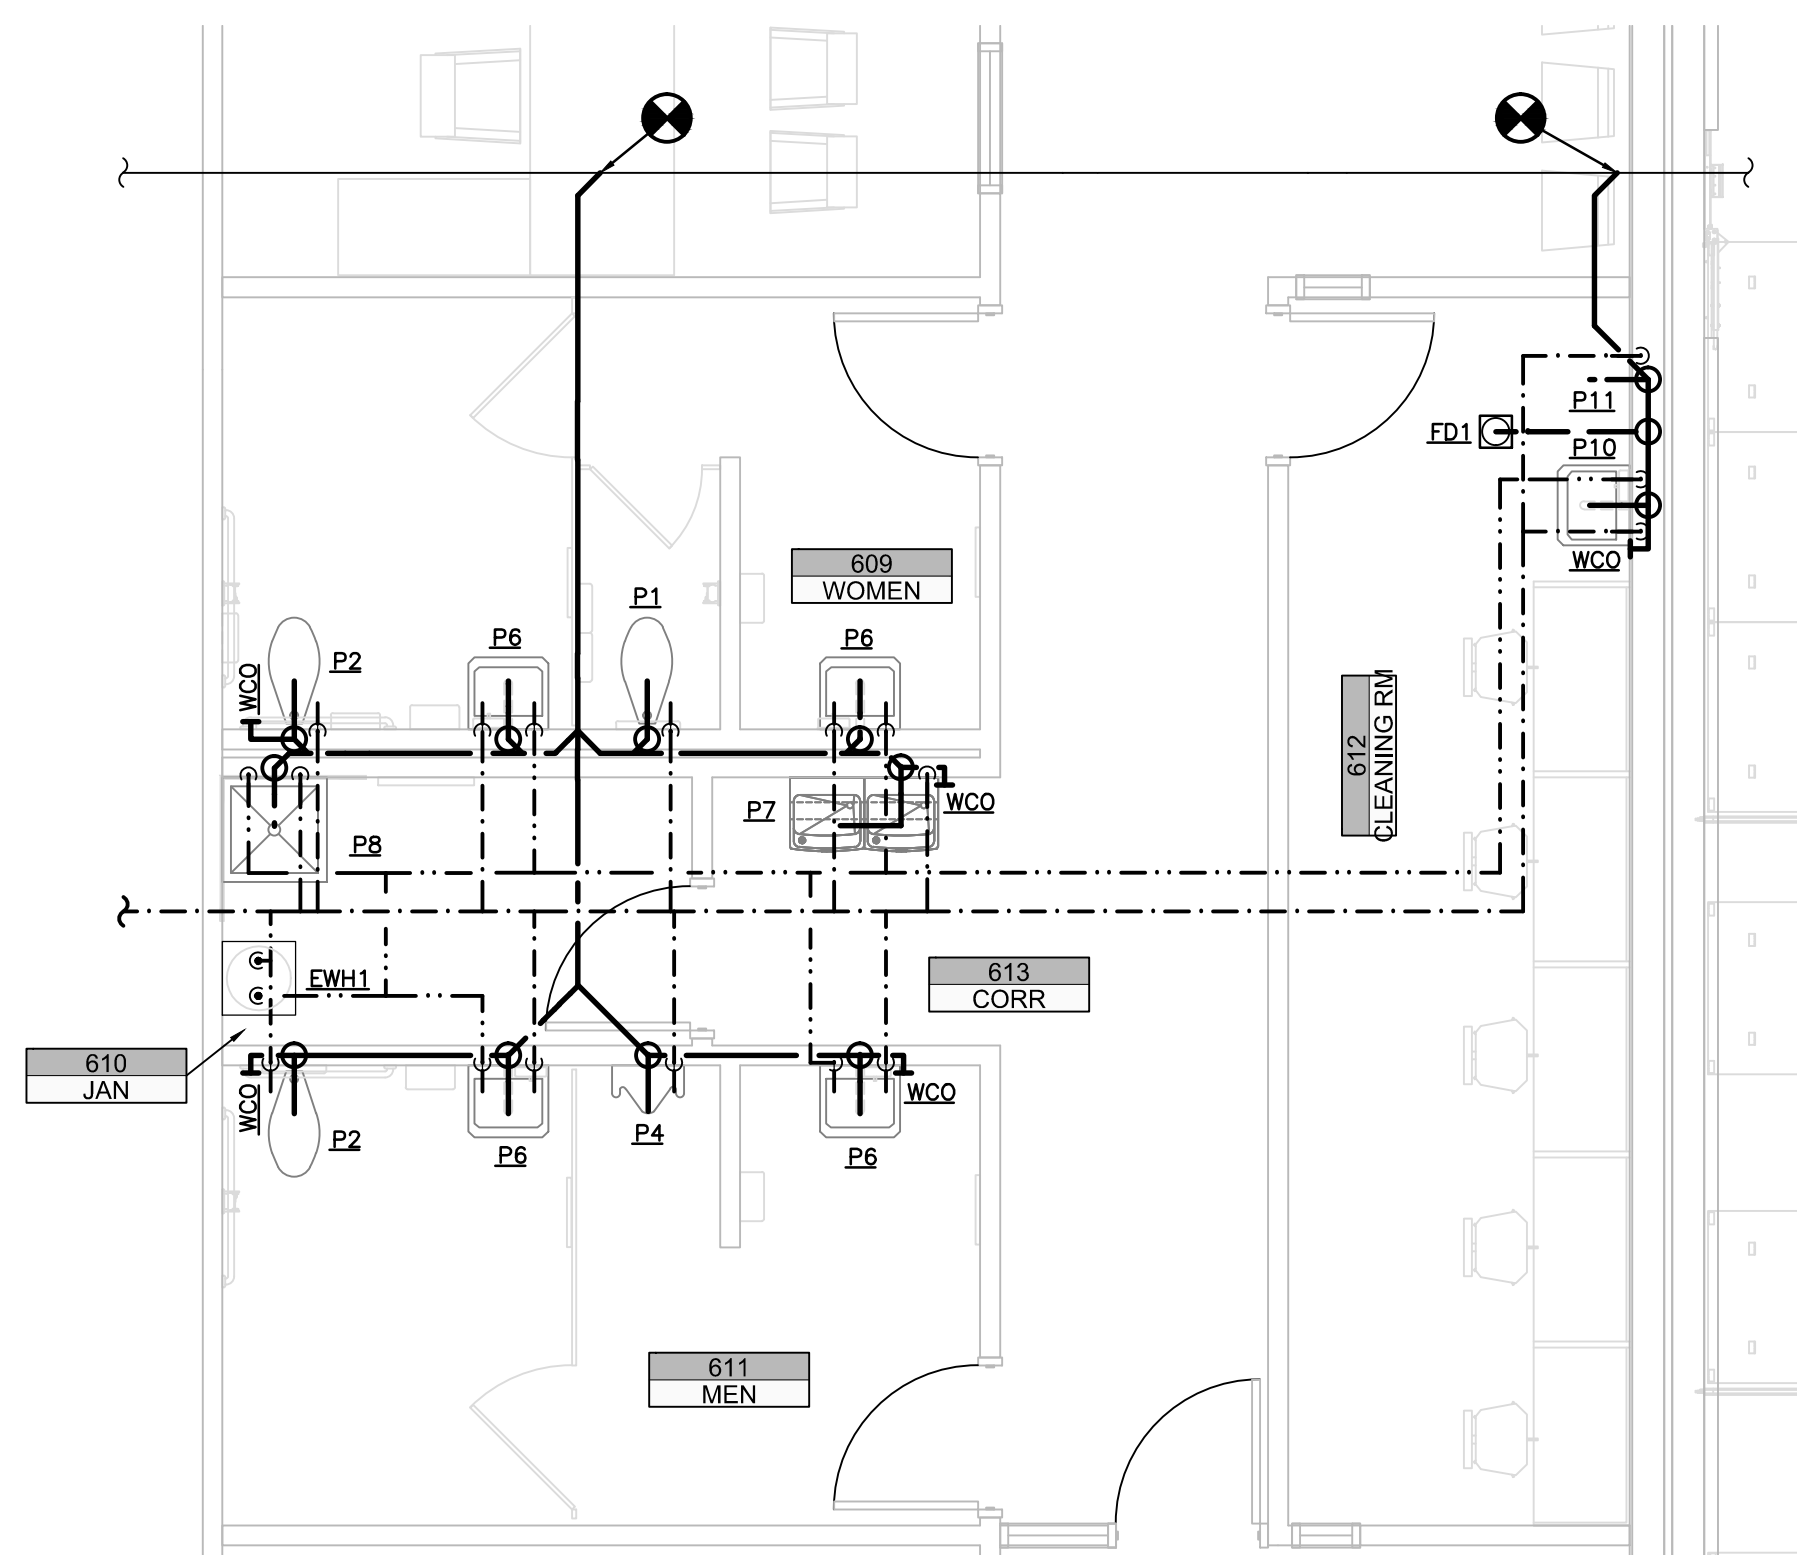 P11
FD1
P10
WCO
609
WOMEN
P1
P6
P6
P2
WCO
612
CLEANING RM
P7
WCO
P8
EWH1
613
CORR
610
JAN
WCO
WCO
P2
P6
P4
P6
611
MEN